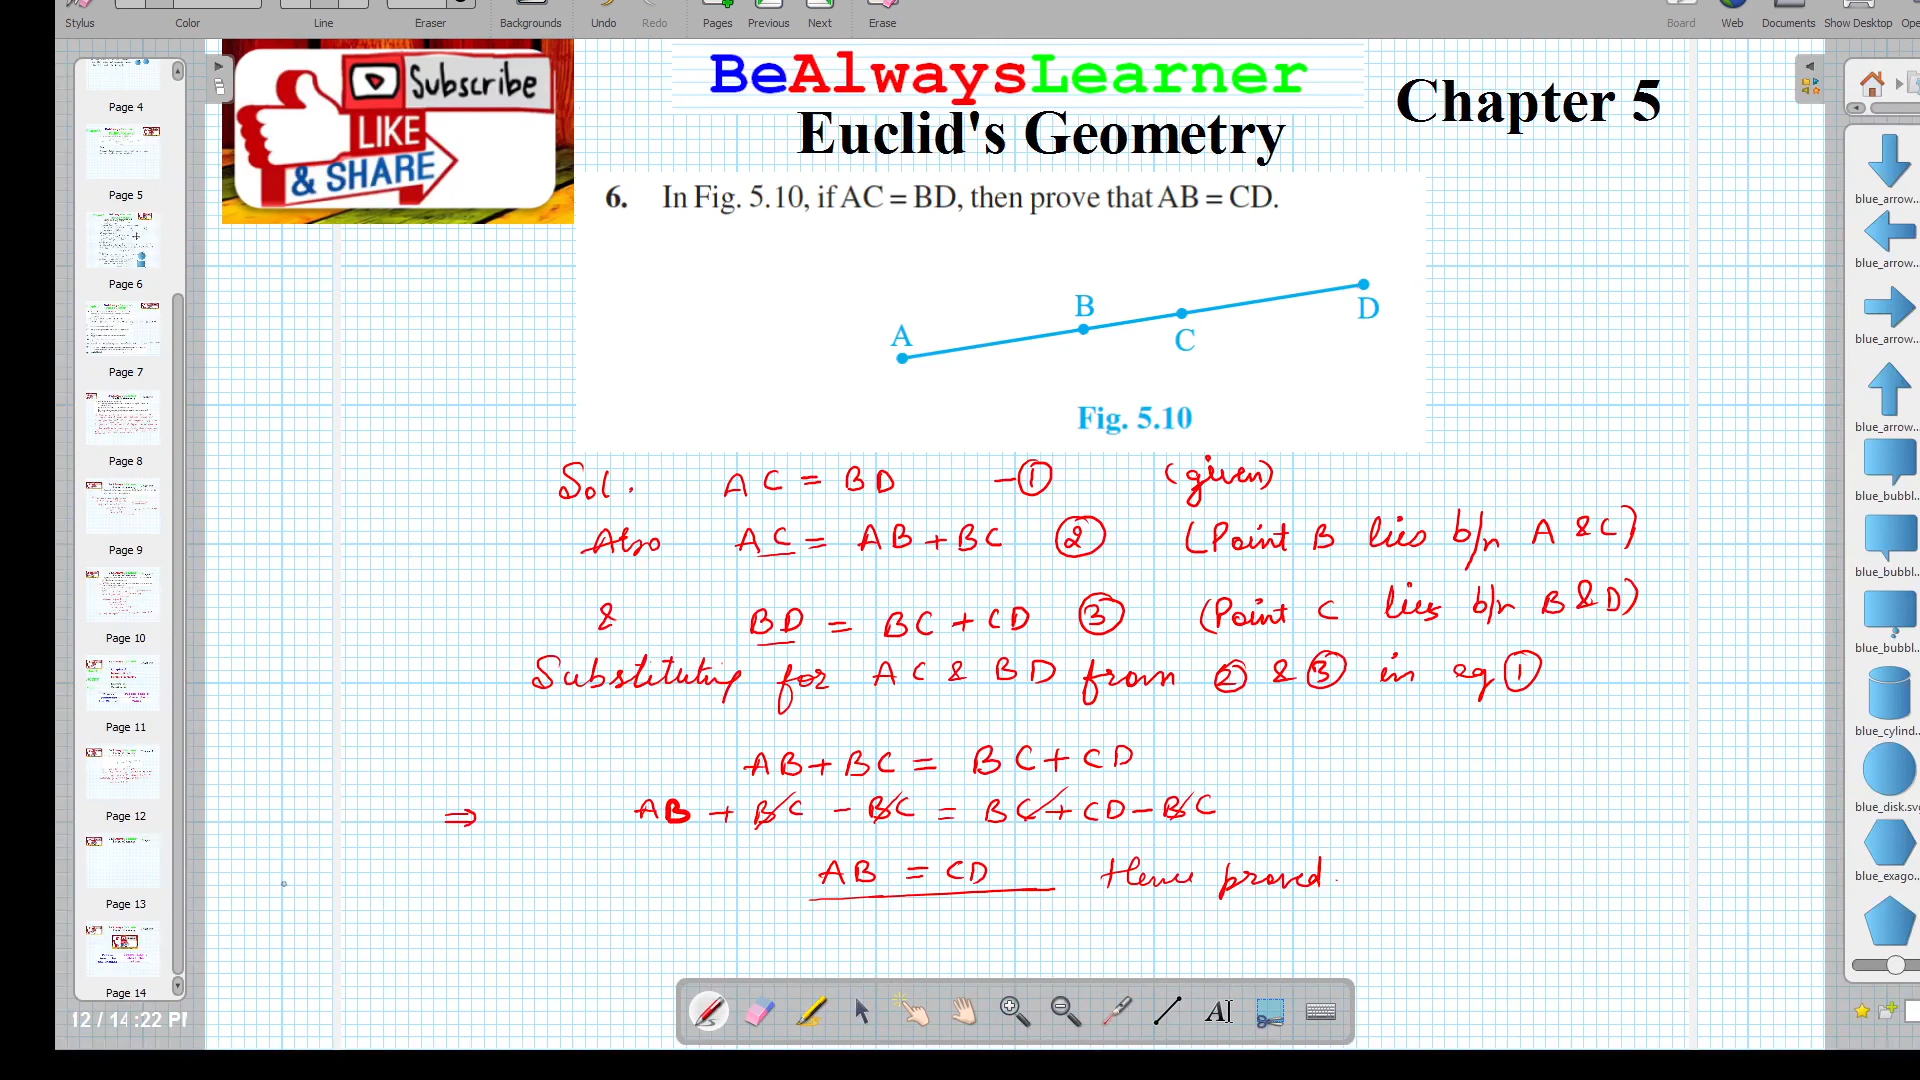 Stylus Color Line Eraser Backgrounds Undo Redo Pages Previous Next Erase Board Web Documents Show Desktop Ope
Subscribe
LIKE
& SHARE
BeAlwaysLearner
Euclid's Geometry
Chapter 5
6. In Fig. 5.10, if AC = BD, then prove that AB = CD.
A B C D
Fig. 5.10
Sol. AC = BD -① (given)
Also AC = AB + BC ② (Point B lies b/n A & C)
& BD = BC + CD ③ (Point C lies b/n B & D)
Substituting for AC & BD from ② & ③ in eq ①
AB + BC = BC + CD
⇒ AB + BC - BC = BC + CD - BC
AB = CD Hence proved.
Page 4
Page 5
Page 6
Page 7
Page 8
Page 9
Page 10
Page 11
Page 12
Page 13
Page 14
12 / 14
:22 PM
blue_arrow...
blue_arrow...
blue_arrow...
blue_arrow...
blue_bubbl...
blue_bubbl...
blue_bubbl...
blue_cylind...
blue_disk.svg
blue_exago...